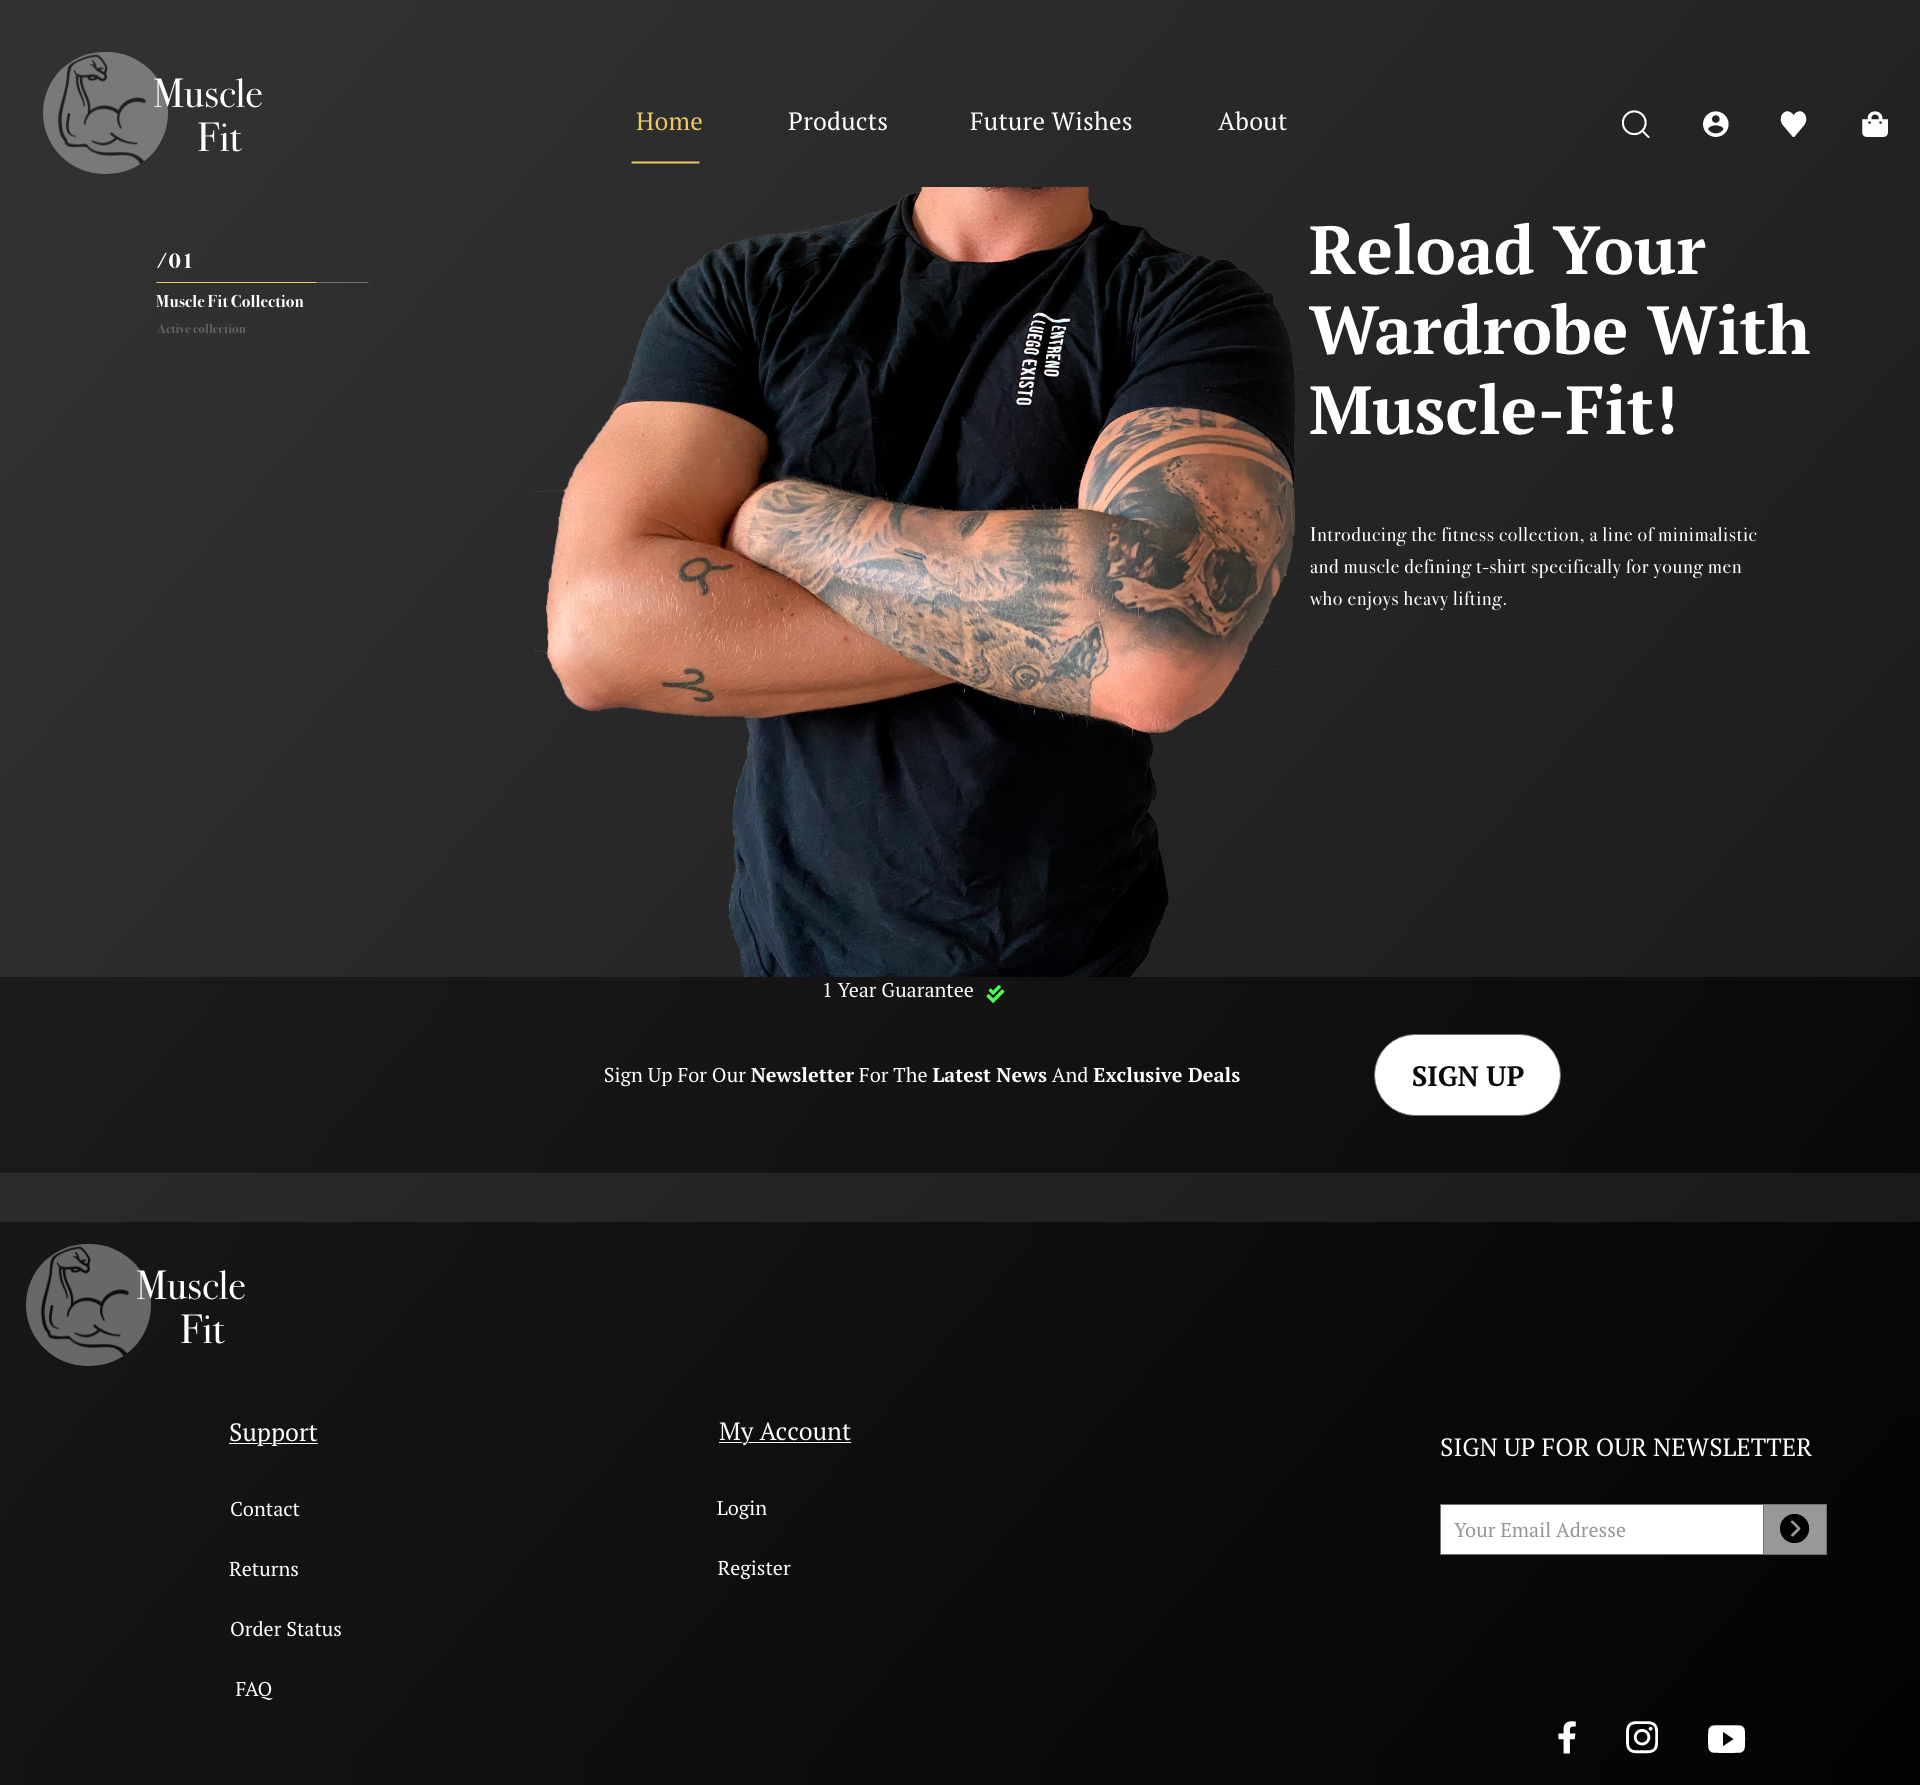 Muscle
Fit
Home
Products
Future Wishes
About
/01
Muscle Fit Collection
Active collection
ENTRENO
LUEGO EXISTO
Reload Your
Wardrobe With
Muscle-Fit!
Introducing the fitness collection, a line of minimalistic
and muscle defining t-shirt specifically for young men
who enjoys heavy lifting.
1 Year Guarantee
Sign Up For Our Newsletter For The Latest News And Exclusive Deals
SIGN UP
Muscle
Fit
Support
Contact
Returns
Order Status
FAQ
My Account
Login
Register
SIGN UP FOR OUR NEWSLETTER
Your Email Adresse